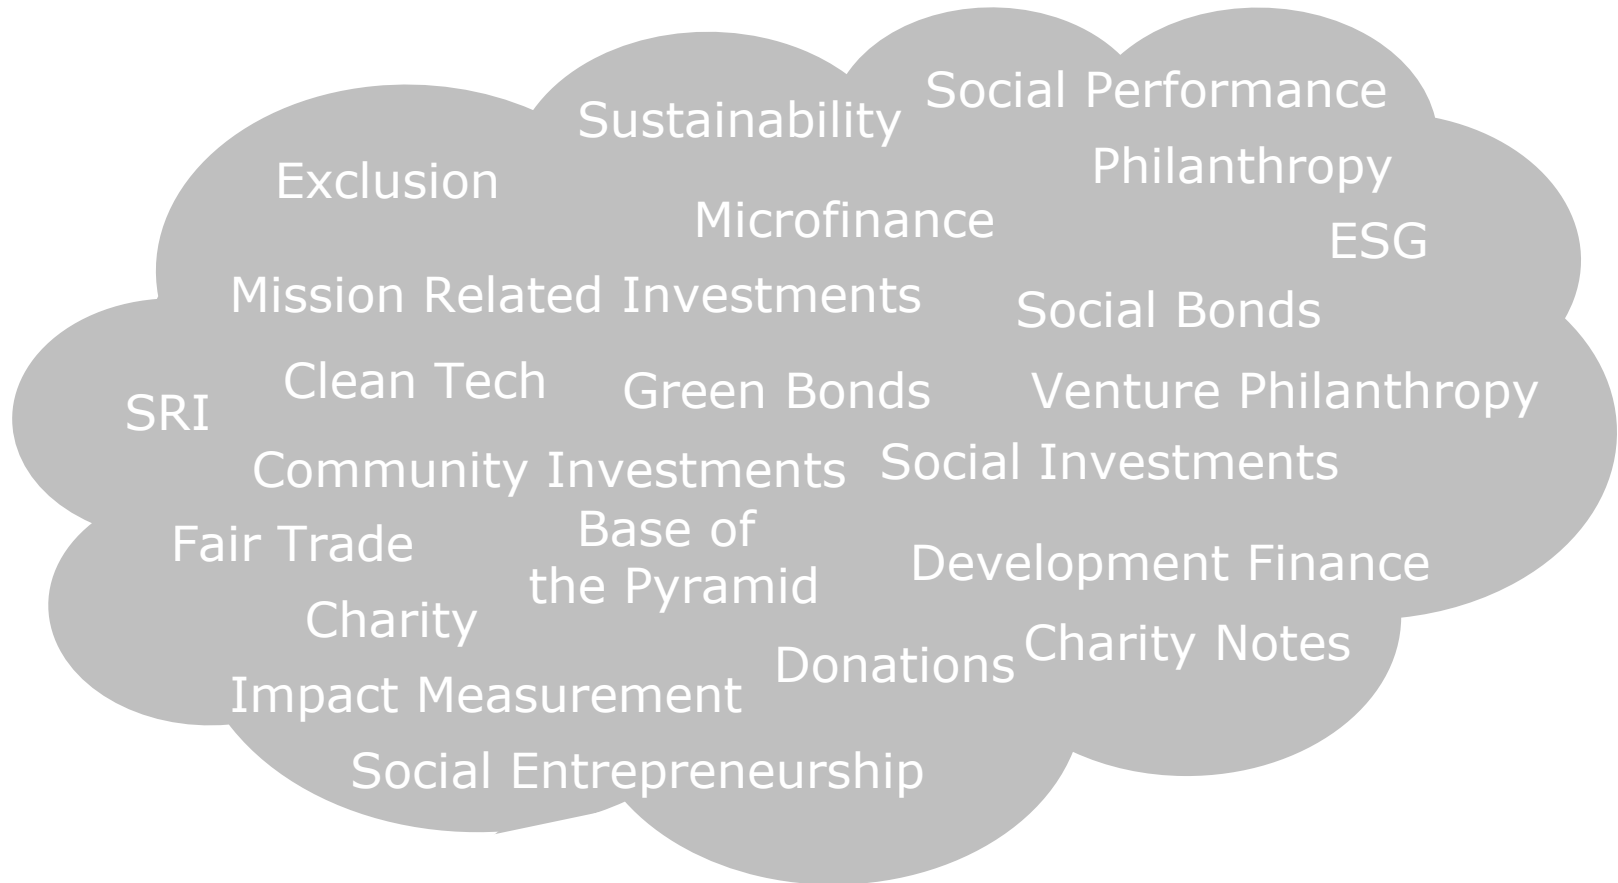 Social Performance
Sustainability
Philanthropy
Exclusion
Microfinance
ESG
Mission Related Investments
Social Bonds
Clean Tech
Green Bonds
Venture Philanthropy
SRI
Community Investments
Social Investments
Fair Trade
Base of
the Pyramid
Development Finance
Charity
Donations
Charity Notes
Impact Measurement
Social Entrepreneurship